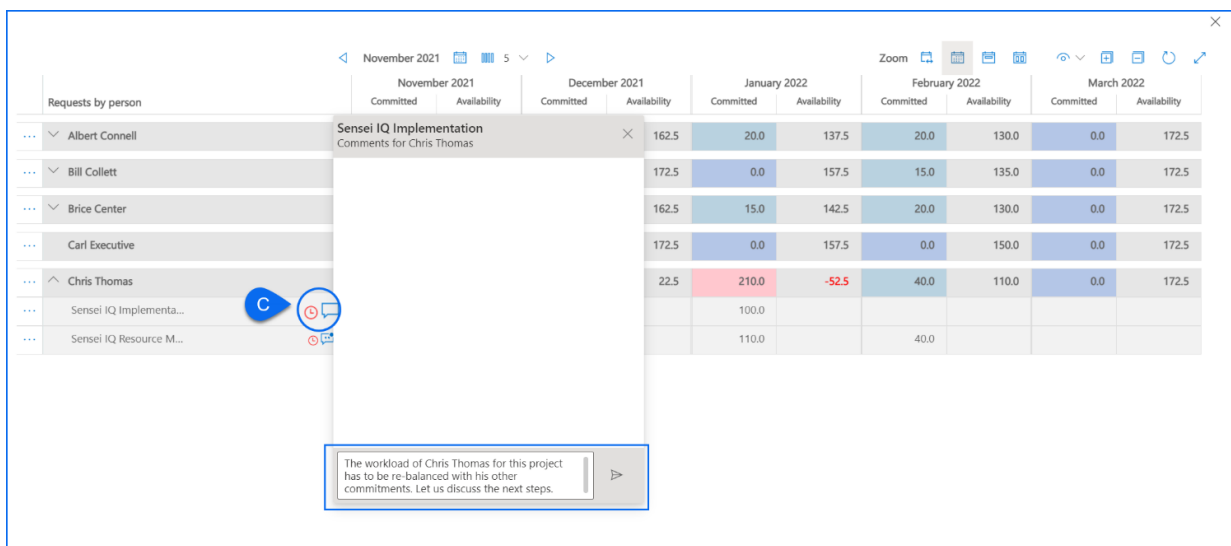 November 2021 5 Zoom
November 2021 December 2021 January 2022 February 2022 March 2022
Requests by person Committed Availability Committed Availability Committed Availability Committed Availability Committed Availability
Sensei IQ Implementation
Comments for Chris Thomas
Albert Connell 162.5 20.0 137.5 20.0 130.0 0.0 172.5
Bill Collett 172.5 0.0 157.5 15.0 135.0 0.0 172.5
Brice Center 162.5 15.0 142.5 20.0 130.0 0.0 172.5
Carl Executive 172.5 0.0 157.5 0.0 150.0 0.0 172.5
Chris Thomas 22.5 210.0 -52.5 40.0 110.0 0.0 172.5
C
Sensei IQ Implementa... 100.0
Sensei IQ Resource M... 110.0 40.0
The workload of Chris Thomas for this project
has to be re-balanced with his other
commitments. Let us discuss the next steps.